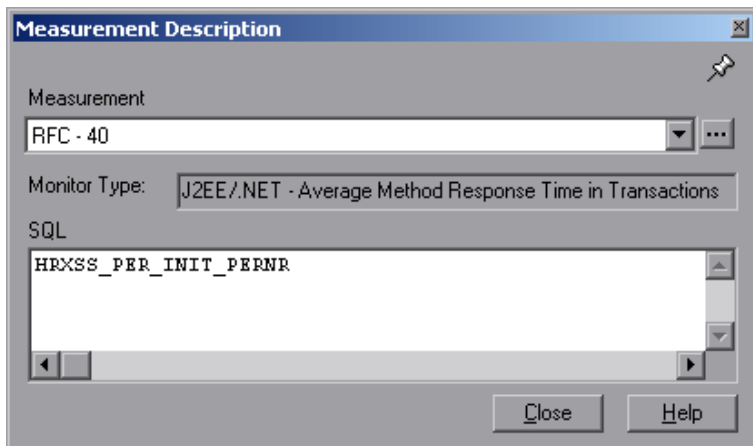 Measurement Description
Measurement
RFC - 40
...
Monitor Type: J2EE/.NET - Average Method Response Time in Transactions
SQL
HRXSS_PER_INIT_PERNR
Close Help